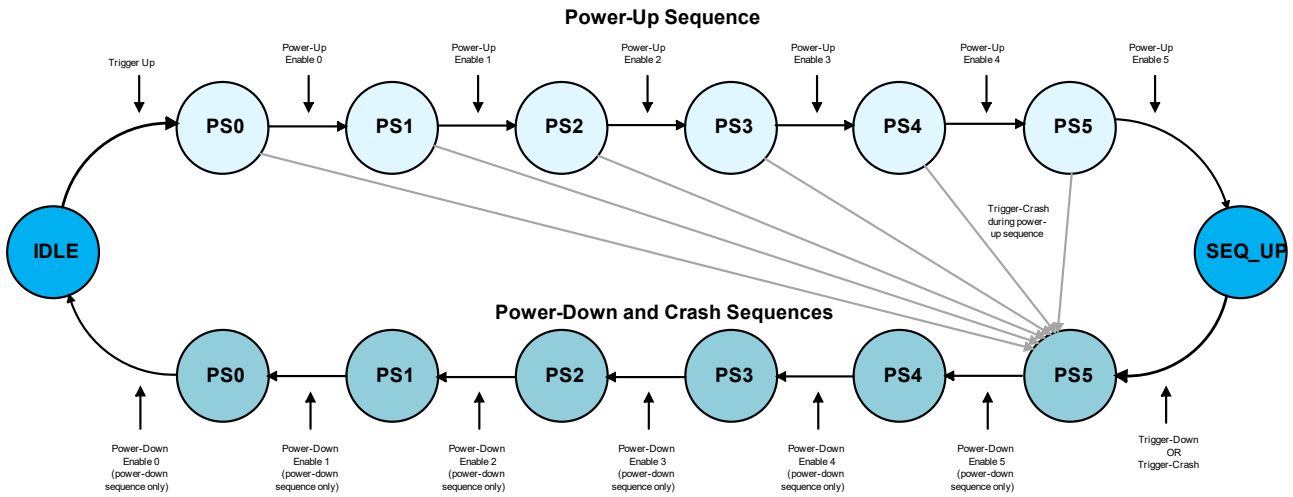 Power-Up Sequence
Trigger Up
Power-Up
Enable 0
Power-Up
Enable 1
Power-Up
Enable 2
Power-Up
Enable 3
Power-Up
Enable 4
Power-Up
Enable 5
PS0
PS1
PS2
PS3
PS4
PS5
Trigger-Crash
during power-
up sequence
IDLE
SEQ_UP
Power-Down and Crash Sequences
PS0
PS1
PS2
PS3
PS4
PS5
Power-Down
Enable 0
(power-down
sequence only)
Power-Down
Enable 1
(power-down
sequence only)
Power-Down
Enable 2
(power-down
sequence only)
Power-Down
Enable 3
(power-down
sequence only)
Power-Down
Enable 4
(power-down
sequence only)
Power-Down
Enable 5
(power-down
sequence only)
Trigger-Down
OR
Trigger-Crash